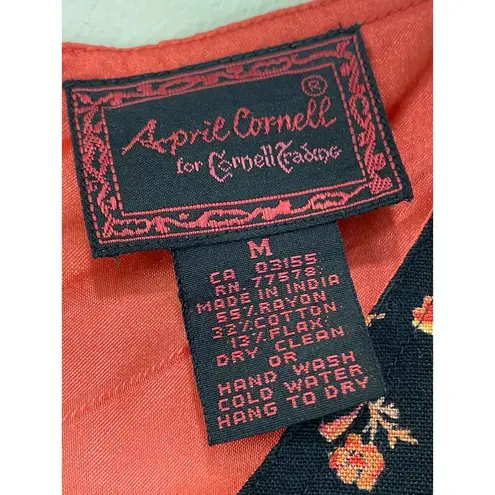 ®
April Cornell
for Cornell Trading
M
CA 03155
RN. 77578.
MADE IN INDIA
55%.RAYON
32%.COTTON.
13%.FLAX.
DRY CLEAN
OR
HAND WASH
COLD WATER
HANG TO DRY